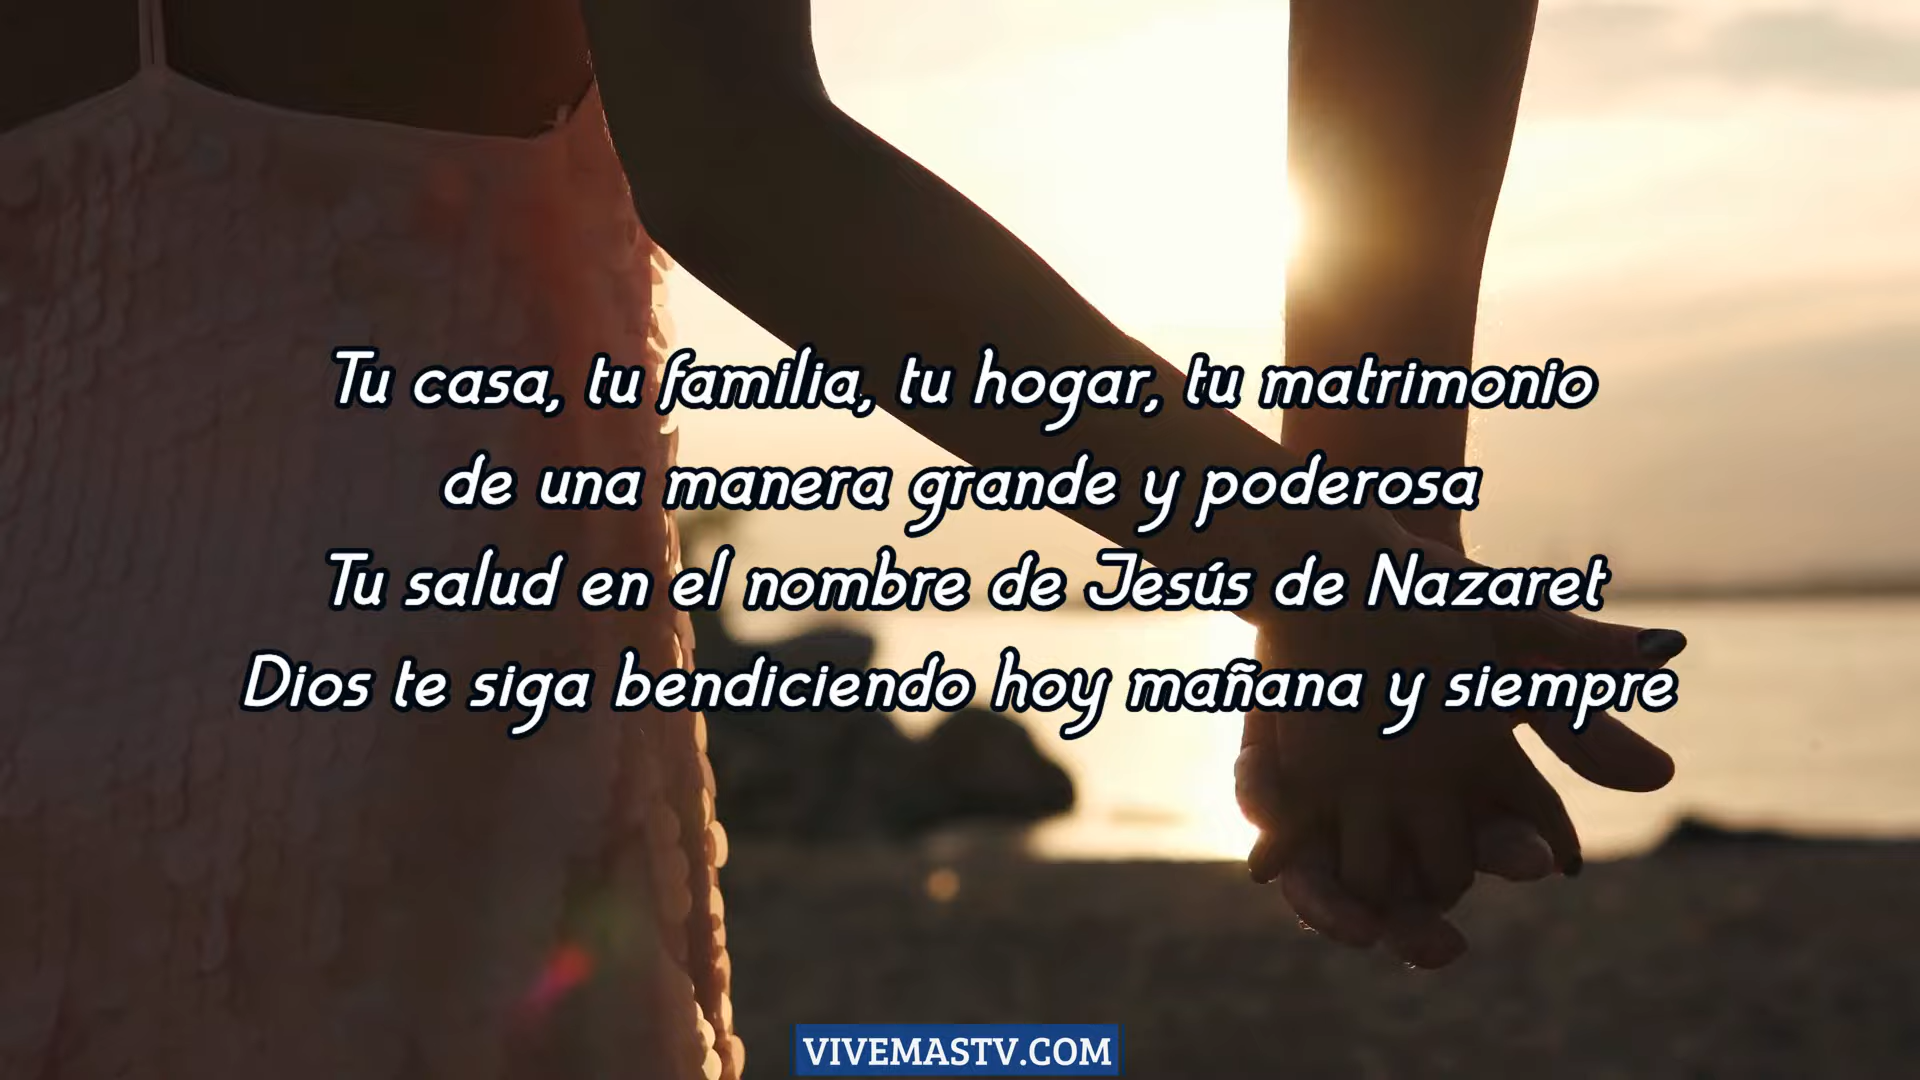 Tu casa, tu familia, tu hogar, tu matrimonio
de una manera grande y poderosa
Tu salud en el nombre de Jesús de Nazaret
Dios te siga bendiciendo hoy mañana y siempre
VIVEMASTV.COM